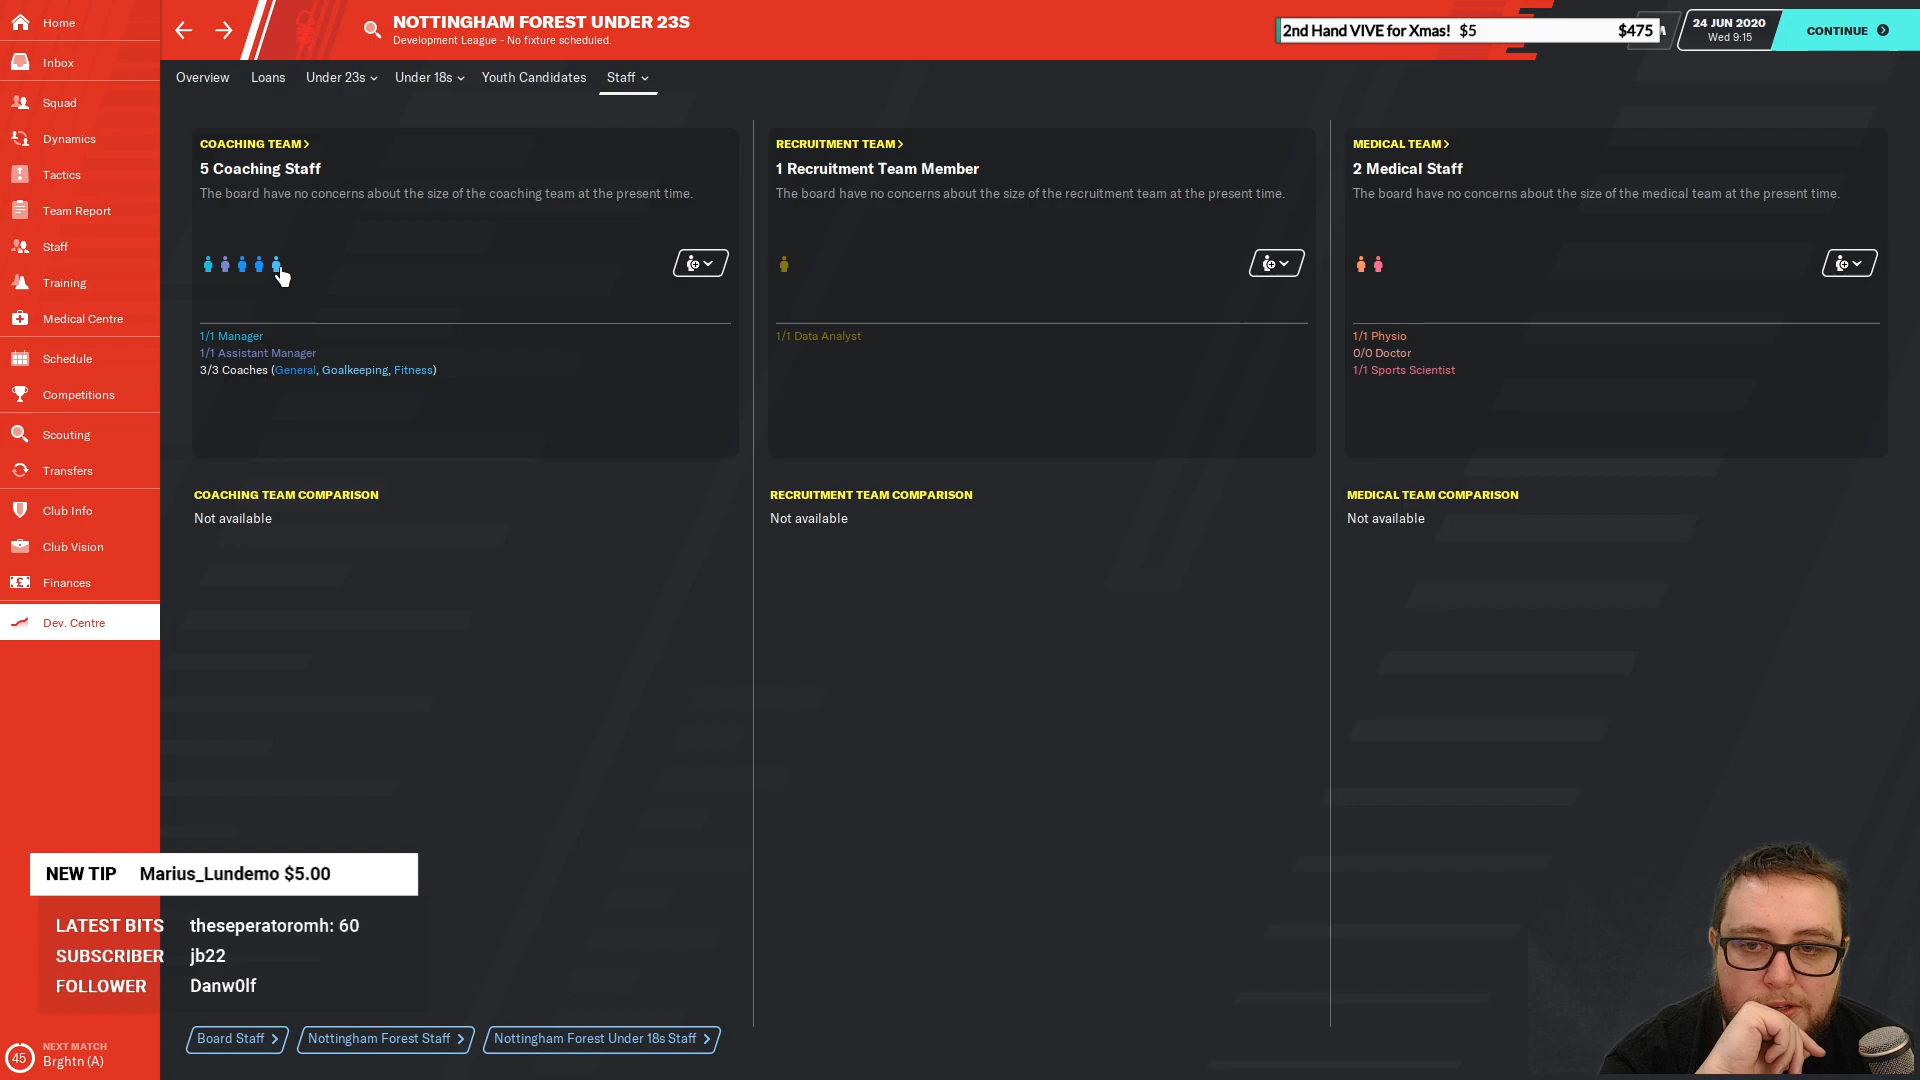 Home
Inbox
Squad
Dynamics
Tactics
Team Report
Staff
Training
Medical Centre
Schedule
Competitions
Scouting
Transfers
Club Info
Club Vision
Finances
Dev. Centre
NOTTINGHAM FOREST UNDER 23S
Development League - No fixture scheduled.
2nd Hand VIVE for Xmas! $5 $475
24 JUN 2020
Wed 9:15
CONTINUE
Overview Loans Under 23s Under 18s Youth Candidates Staff
COACHING TEAM
5 Coaching Staff
The board have no concerns about the size of the coaching team at the present time.
1/1 Manager
1/1 Assistant Manager
3/3 Coaches (General, Goalkeeping, Fitness)
COACHING TEAM COMPARISON
Not available
RECRUITMENT TEAM
1 Recruitment Team Member
The board have no concerns about the size of the recruitment team at the present time.
1/1 Data Analyst
RECRUITMENT TEAM COMPARISON
Not available
MEDICAL TEAM
2 Medical Staff
The board have no concerns about the size of the medical team at the present time.
1/1 Physio
0/0 Doctor
1/1 Sports Scientist
MEDICAL TEAM COMPARISON
Not available
NEW TIP Marius_Lundemo $5.00
LATEST BITS theseperatoromh: 60
SUBSCRIBER jb22
FOLLOWER Danw0lf
Board Staff Nottingham Forest Staff Nottingham Forest Under 18s Staff
45
NEXT MATCH
Brghtn (A)